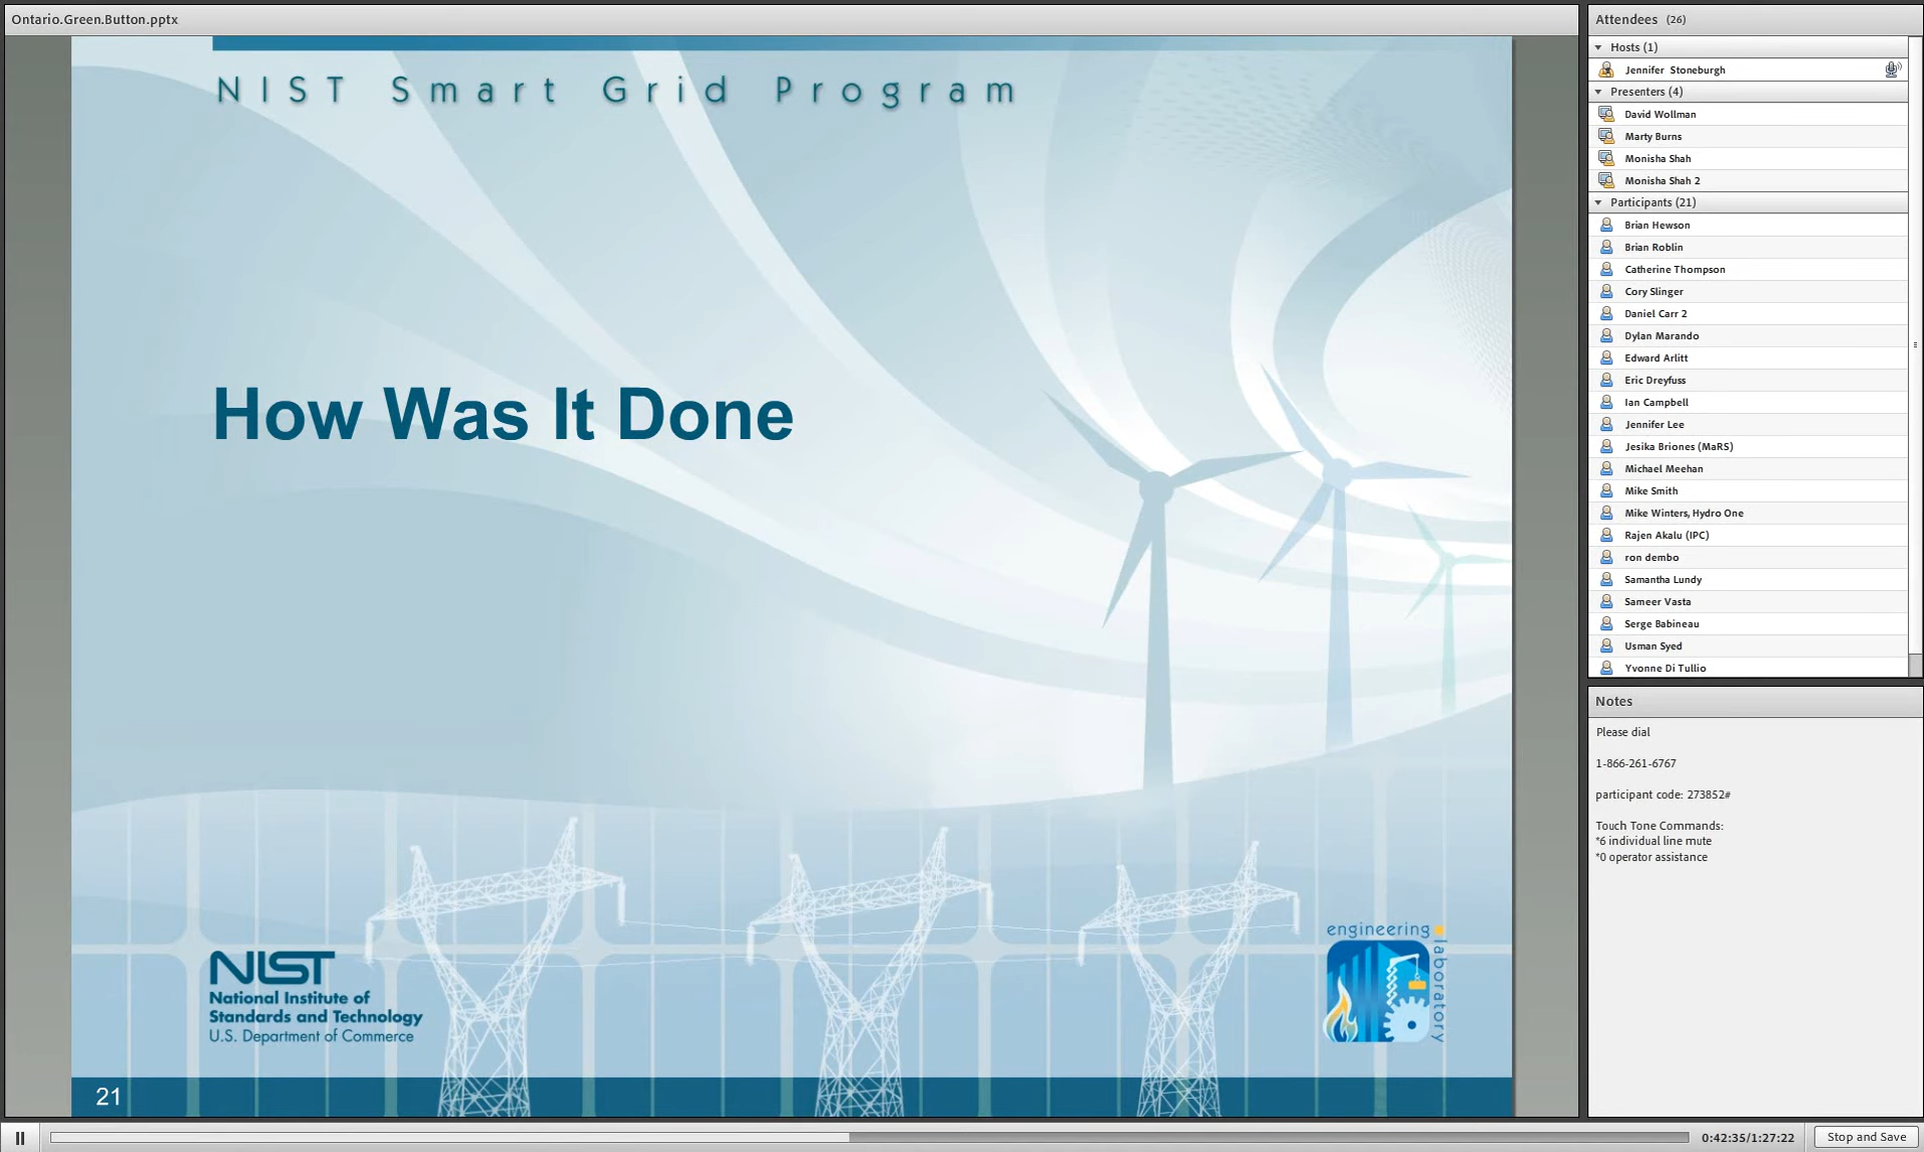 Ontario.Green.Button.pptx
NIST Smart Grid Program
How Was It Done
NIST
National Institute of
Standards and Technology
U.S. Department of Commerce
engineering
laboratory
21
Attendees (26)
Hosts (1)
Jennifer Stoneburgh
Presenters (4)
David Wollman
Marty Burns
Monisha Shah
Monisha Shah 2
Participants (21)
Brian Hewson
Brian Roblin
Catherine Thompson
Cory Slinger
Daniel Carr 2
Dylan Marando
Edward Arlitt
Eric Dreyfuss
Ian Campbell
Jennifer Lee
Jesika Briones (MaRS)
Michael Meehan
Mike Smith
Mike Winters, Hydro One
Rajen Akalu (IPC)
ron dembo
Samantha Lundy
Sameer Vasta
Serge Babineau
Usman Syed
Yvonne Di Tullio
Notes
Please dial
1-866-261-6767
participant code: 273852#
Touch Tone Commands:
*6 individual line mute
*0 operator assistance
0:42:35/1:27:22
Stop and Save